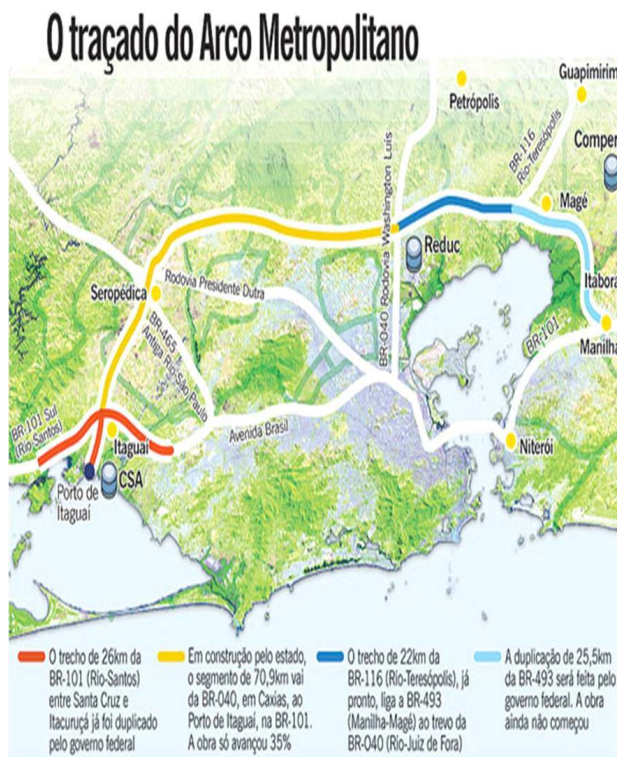 O traçado do Arco Metropolitano
Guapimirim
Petrópolis
BR-116
Rio-Teresópolis
Comper
Magé
BR-040 Rodovia Washington Luís
Reduc
Itabora
Seropédica
Rodovia Presidente Dutra
BR-465
Antiga Rio-São Paulo
BR-101
Manilha
BR-101 Sul
(Rio-Santos)
Itaguaí
Avenida Brasil
Niterói
CSA
Porto de
Itaguaí
O trecho de 26km da
BR-101 (Rio-Santos)
entre Santa Cruz e
Itacuruçá já foi duplicado
pelo governo federal
Em construção pelo estado,
o segmento de 70,9km vai
da BR-040, em Caxias, ao
Porto de Itaguaí, na BR-101.
A obra só avançou 35%
O trecho de 22km da
BR-116 (Rio-Teresópolis), já
pronto, liga a BR-493
(Manilha-Magé) ao trevo da
BR-040 (Rio-Juiz de Fora)
A duplicação de 25,5km
da BR-493 será feita pelo
governo federal. A obra
ainda não começou